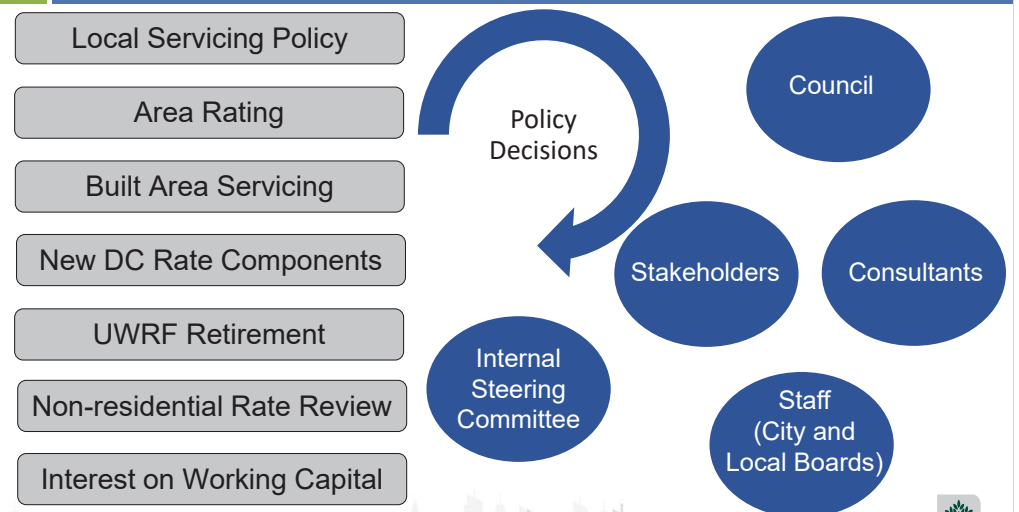 Local Servicing Policy
Area Rating
Built Area Servicing
New DC Rate Components
UWRF Retirement
Non-residential Rate Review
Interest on Working Capital
Policy
Decisions
Council
Stakeholders
Consultants
Internal
Steering
Committee
Staff
(City and
Local Boards)